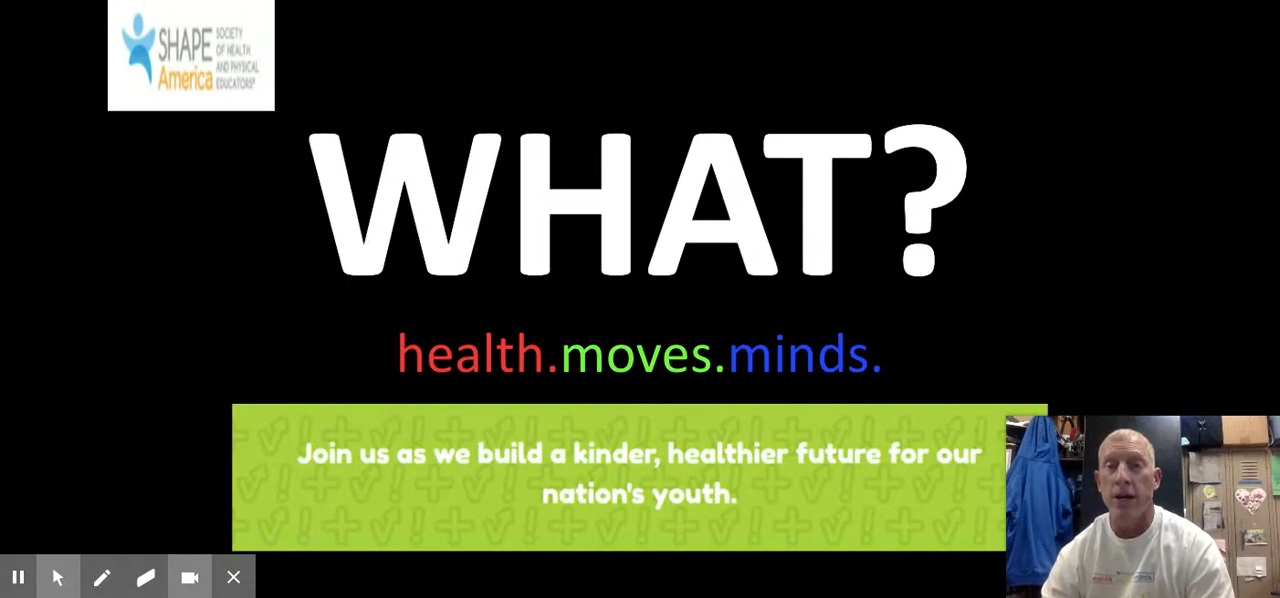 SHAPE
America
SOCIETY
OF HEALTH
AND PHYSICAL
EDUCATORS®
WHAT?
health.moves.minds.
Join us as we build a kinder, healthier future for our
nation's youth.